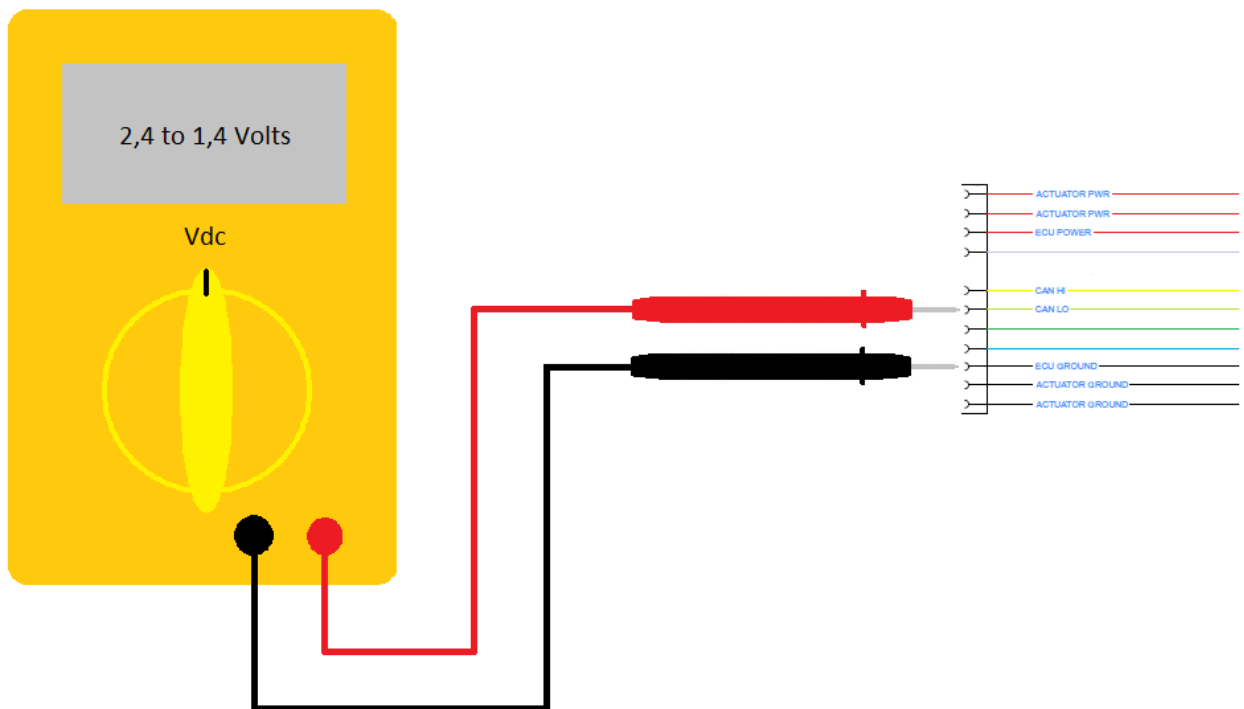 2,4 to 1,4 Volts
Vdc
ACTUATOR PWR
ACTUATOR PWR
ECU POWER
CAN HI
CAN LO
ECU GROUND
ACTUATOR GROUND
ACTUATOR GROUND